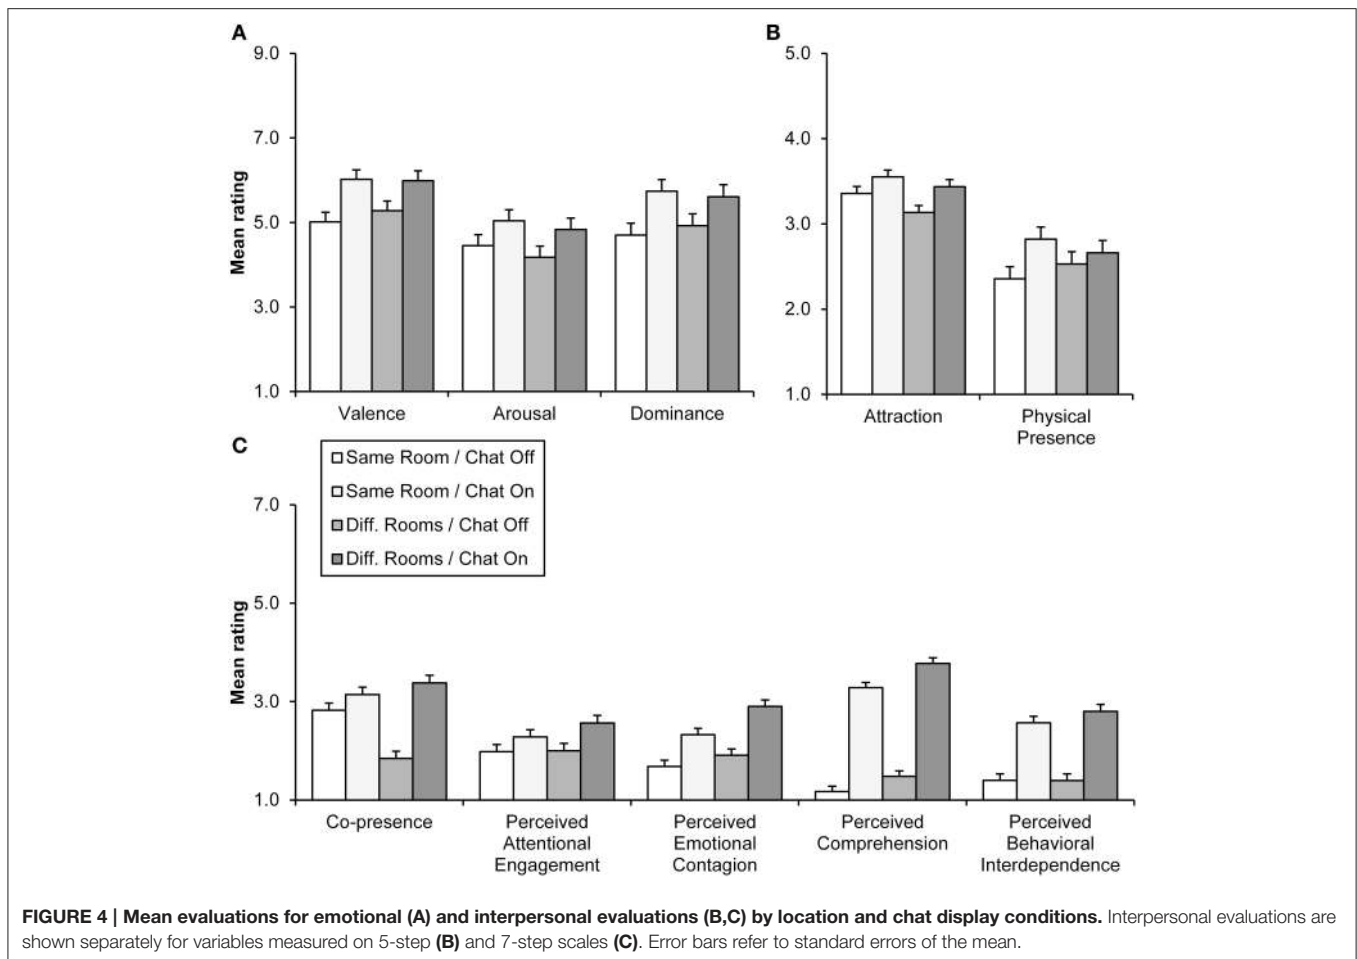 A
9.0
7.0
5.0
3.0
1.0
Mean rating
Valence
Arousal
Dominance
B
5.0
4.0
3.0
2.0
1.0
Attraction
Physical
Presence
C
Same Room / Chat Off
Same Room / Chat On
Diff. Rooms / Chat Off
Diff. Rooms / Chat On
7.0
5.0
3.0
1.0
Mean rating
Co-presence
Perceived
Attentional
Engagement
Perceived
Emotional
Contagion
Perceived
Comprehension
Perceived
Behavioral
Interdependence
FIGURE 4 | Mean evaluations for emotional (A) and interpersonal evaluations (B,C) by location and chat display conditions. Interpersonal evaluations are
shown separately for variables measured on 5-step (B) and 7-step scales (C). Error bars refer to standard errors of the mean.